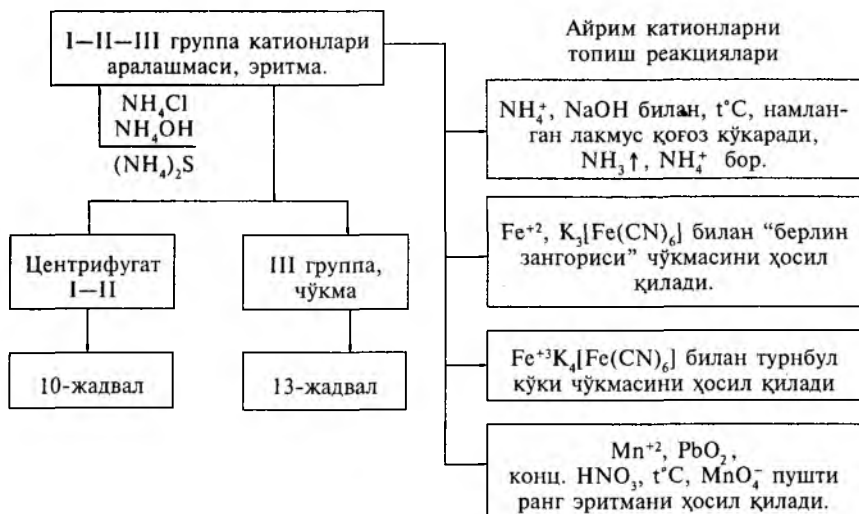 I—II—III группа катионлари
аралашмаси, эритма.
NH₄Cl
NH₄OH
(NH₄)₂S
Центрифугат
I—II
III группа,
чўкма
10-жадвал
13-жадвал
Айрим катионларни
топиш реакциялари
NH₄⁺, NaOH билан, t°C, намлан-
ган лакмус қоғоз кўкаради,
NH₃↑, NH₄⁺ бор.
Fe⁺², K₃[Fe(CN)₆] билан “берлин
зангориси” чўкмасини ҳосил
қилади.
Fe⁺³K₄[Fe(CN)₆] билан турнбул
кўки чўкмасини ҳосил қилади
Mn⁺², PbO₂,
конц. HNO₃, t°C, MnO₄⁻ пушти
ранг эритмани ҳосил қилади.